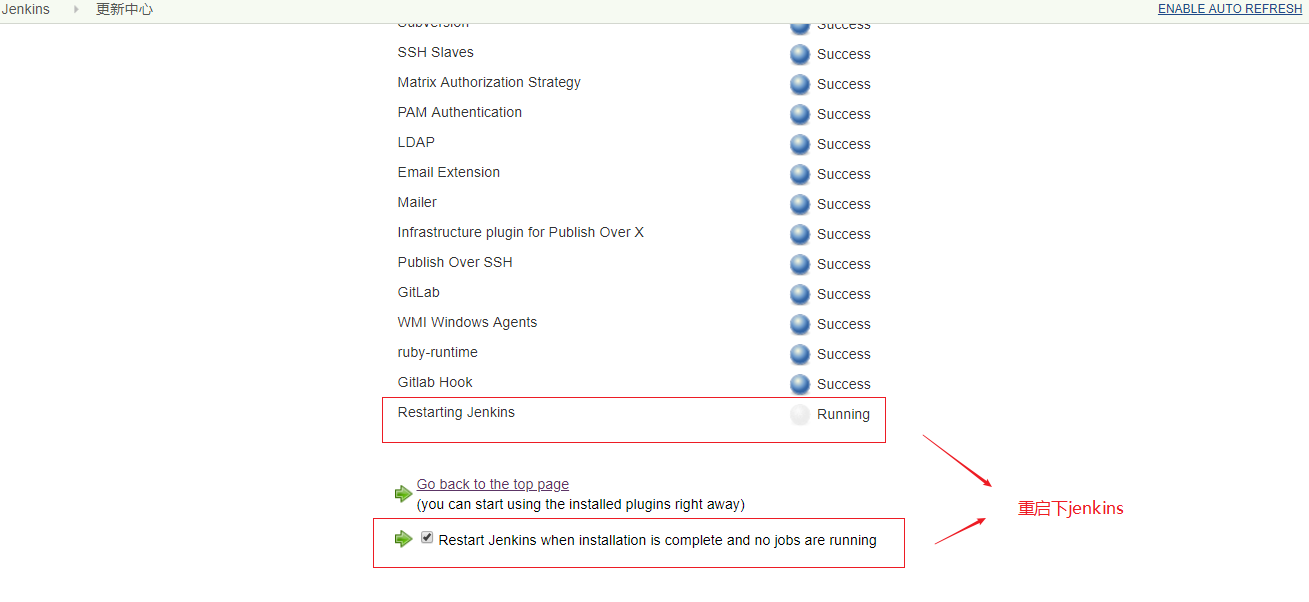 Jenkins 更新中心 ENABLE AUTO REFRESH
Subversion Success
SSH Slaves Success
Matrix Authorization Strategy Success
PAM Authentication Success
LDAP Success
Email Extension Success
Mailer Success
Infrastructure plugin for Publish Over X Success
Publish Over SSH Success
GitLab Success
WMI Windows Agents Success
ruby-runtime Success
Gitlab Hook Success
Restarting Jenkins Running
Go back to the top page
(you can start using the installed plugins right away)
重启下jenkins
Restart Jenkins when installation is complete and no jobs are running